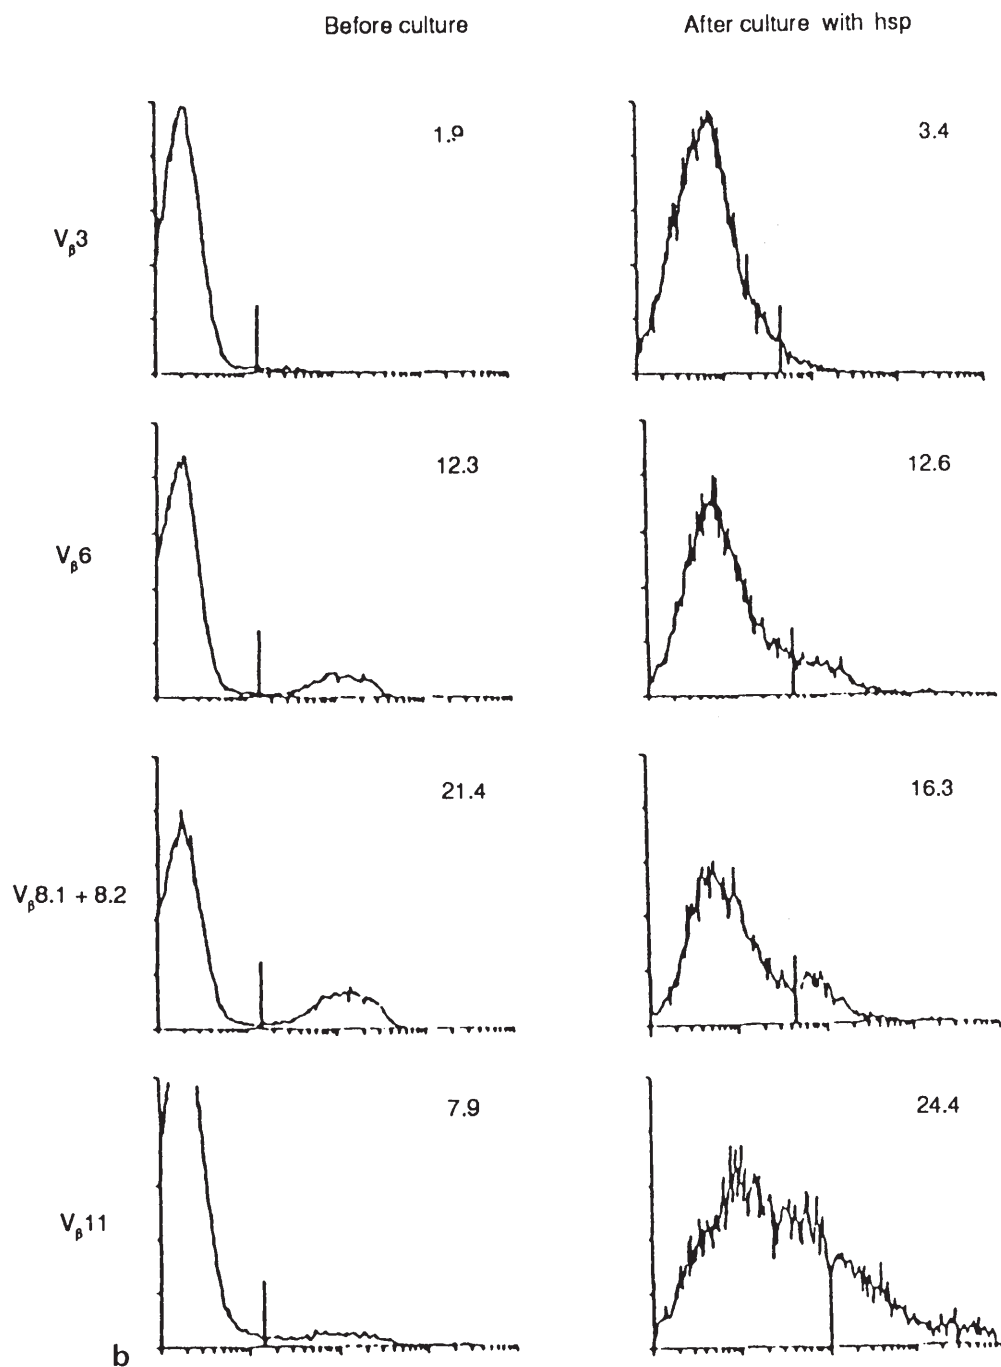 Before culture After culture with hsp
Vβ3 1.9 3.4
Vβ6 12.3 12.6
Vβ8.1 + 8.2 21.4 16.3
Vβ11 7.9 24.4
b